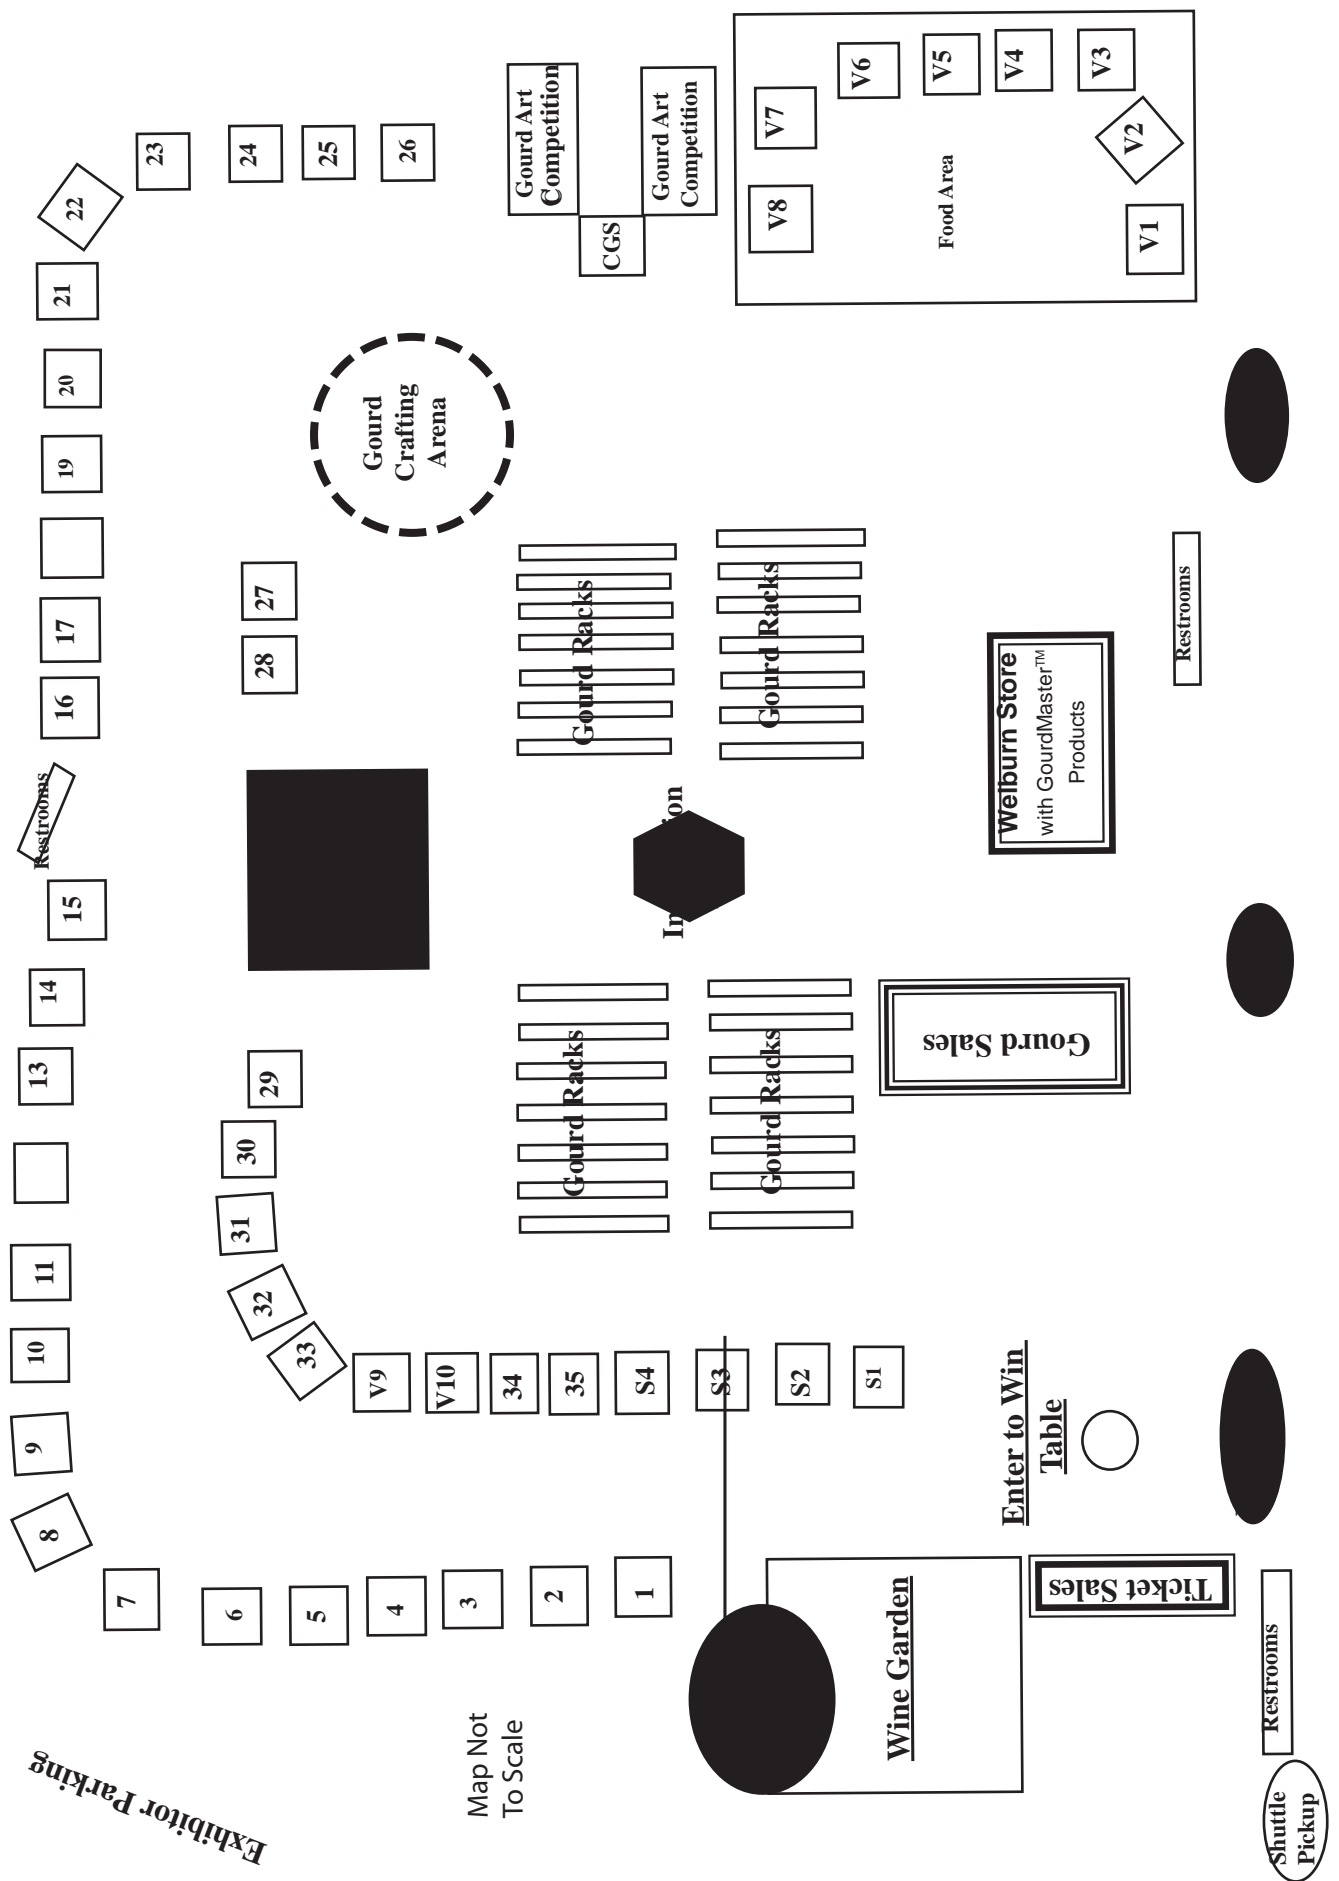 Exhibitor Parking
8
9
10
11
13
14
15
Restrooms
16
17
19
20
21
22
23
24
25
26
7
6
5
4
3
2
1
33
32
31
30
29
28
27
V9
V10
34
35
S4
S3
S2
S1
Map Not
To Scale
Gourd
Crafting
Arena
Gourd Art
Competition
CGS
Gourd Art
Competition
Gourd Racks
Gourd Racks
Gourd Racks
Gourd Racks
V8
V7
V6
V5
V4
V3
V2
V1
Food Area
Wine Garden
Gourd Sales
Welburn Store
with GourdMaster™
Products
Enter to Win
Table
Ticket Sales
Restrooms
Restrooms
Shuttle
Pickup